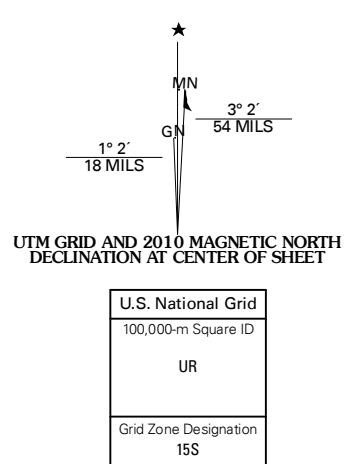 ★
MN
GN
3° 2´
54 MILS
1° 2´
18 MILS
UTM GRID AND 2010 MAGNETIC NORTH
DECLINATION AT CENTER OF SHEET
U.S. National Grid
100,000-m Square ID
UR
Grid Zone Designation
15S